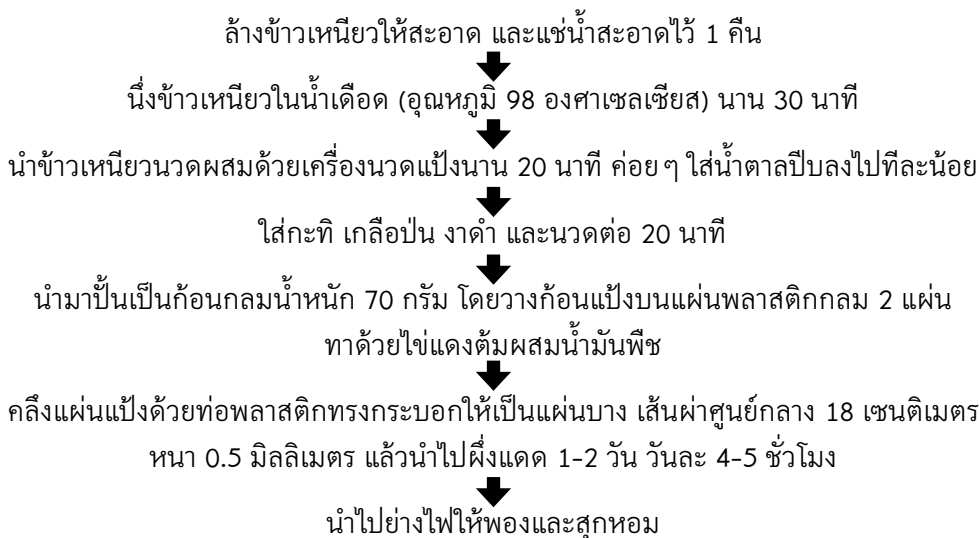 ล้างข้าวเหนียวให้สะอาด และแช่น้ำสะอาดไว้ 1 คืน
นึ่งข้าวเหนียวในน้ำเดือด (อุณหภูมิ 98 องศาเซลเซียส) นาน 30 นาที
นำข้าวเหนียวนวดผสมด้วยเครื่องนวดแป้งนาน 20 นาที ค่อย ๆ ใส่น้ำตาลปีบลงไปทีละน้อย
ใส่กะทิ เกลือป่น งาดำ และนวดต่อ 20 นาที
นำมาปั้นเป็นก้อนกลมน้ำหนัก 70 กรัม โดยวางก้อนแป้งบนแผ่นพลาสติกกลม 2 แผ่น
ทาด้วยไข่แดงต้มผสมน้ำมันพืช
คลึงแผ่นแป้งด้วยท่อพลาสติกทรงกระบอกให้เป็นแผ่นบาง เส้นผ่าศูนย์กลาง 18 เซนติเมตร
หนา 0.5 มิลลิเมตร แล้วนำไปผึ่งแดด 1-2 วัน วันละ 4-5 ชั่วโมง
นำไปย่างไฟให้พองและสุกหอม